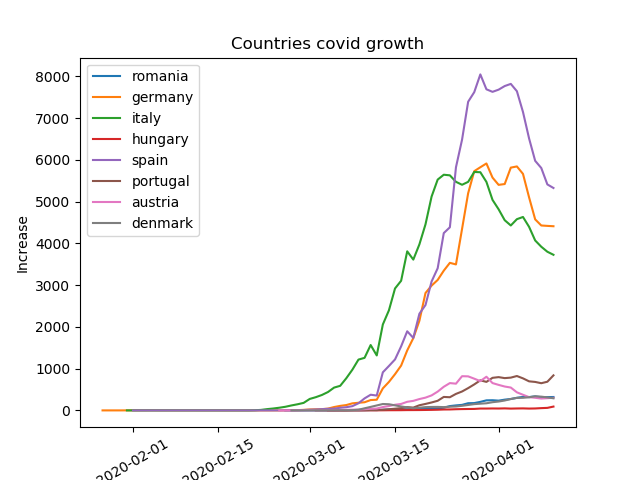 Countries covid growth
romania
germany
italy
hungary
spain
portugal
austria
denmark
8000
7000
6000
5000
4000
3000
2000
1000
0
Increase
2020-02-01
2020-02-15
2020-03-01
2020-03-15
2020-04-01